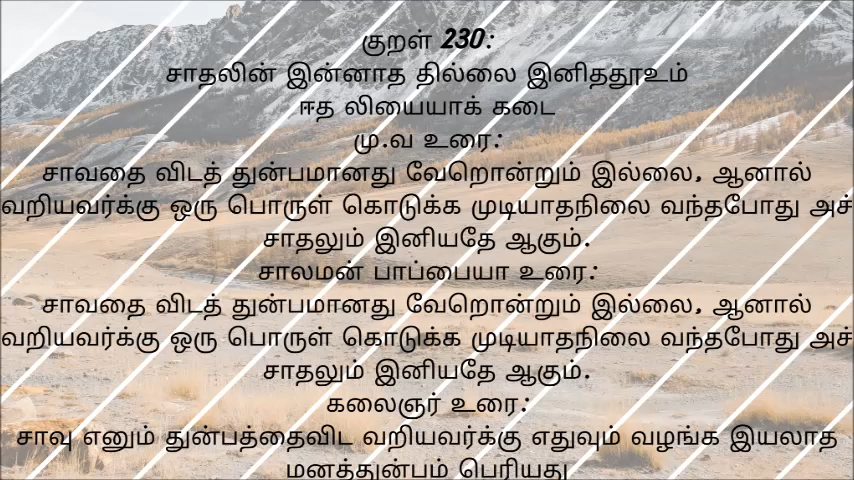 குறள் 230:
சாதலின் இன்னாத தில்லை இனிததூஉம்
ஈத லியையாக் கடை
மு.வ உரை:
சாவதை விடத் துன்பமானது வேறொன்றும் இல்லை, ஆனால்
வறியவர்க்கு ஒரு பொருள் கொடுக்க முடியாதநிலை வந்தபோது அச்
சாதலும் இனியதே ஆகும்.
சாலமன் பாப்பையா உரை:
சாவதை விடத் துன்பமானது வேறொன்றும் இல்லை, ஆனால்
வறியவர்க்கு ஒரு பொருள் கொடுக்க முடியாதநிலை வந்தபோது அச்
சாதலும் இனியதே ஆகும்.
கலைஞர் உரை:
சாவு எனும் துன்பத்தைவிட வறியவர்க்கு எதுவும் வழங்க இயலாத
மனத்துன்பம் பெரியது